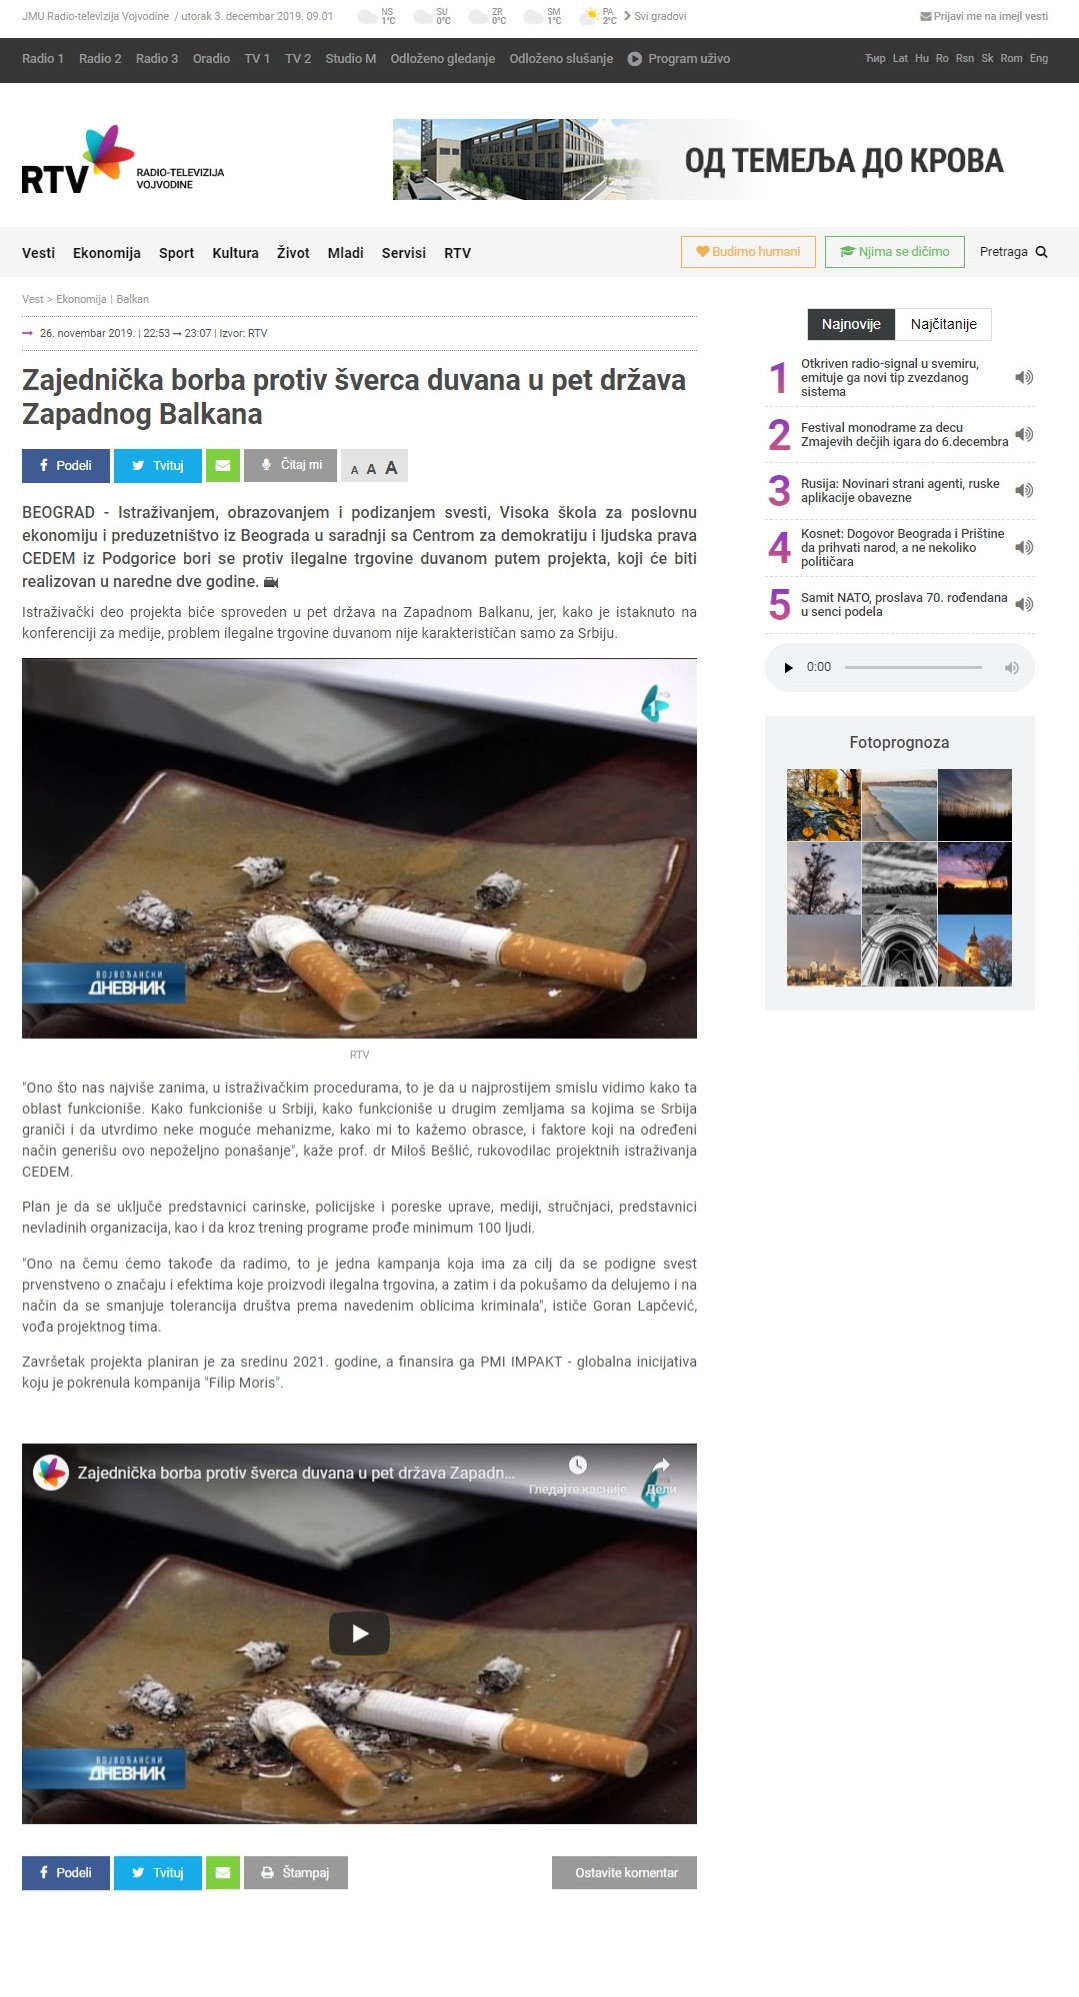 JMU Radio-televizija Vojvodine / utorak 3. decembar 2019. 09.01
NS 1°C
SU 0°C
ZR 0°C
SM 1°C
PA 2°C
Svi gradovi
Prijavi me na imejl vesti
Radio 1 Radio 2 Radio 3 Oradio TV 1 TV 2 Studio M Odloženo gledanje Odloženo slušanje Program uživo
Ћир Lat Hu Ro Rsn Sk Rom Eng
RTV RADIO-TELEVIZIJA
VOJVODINE
ОД ТЕМЕЉА ДО КРОВА
Vesti Ekonomija Sport Kultura Život Mladi Servisi RTV
Budimo humani
Njima se dičimo
Pretraga
Vest > Ekonomija | Balkan
26. novembar 2019. | 22:53 → 23:07 | Izvor: RTV
Zajednička borba protiv šverca duvana u pet država
Zapadnog Balkana
Podeli Tvituj Čitaj mi A A A
BEOGRAD - Istraživanjem, obrazovanjem i podizanjem svesti, Visoka škola za poslovnu
ekonomiju i preduzetništvo iz Beograda u saradnji sa Centrom za demokratiju i ljudska prava
CEDEM iz Podgorice bori se protiv ilegalne trgovine duvanom putem projekta, koji će biti
realizovan u naredne dve godine.
Istraživački deo projekta biće sproveden u pet država na Zapadnom Balkanu, jer, kako je istaknuto na
konferenciji za medije, problem ilegalne trgovine duvanom nije karakterističan samo za Srbiju.
1
ВОЈВОЂАНСКИ
ДНЕВНИК
RTV
"Ono što nas najviše zanima, u istraživačkim procedurama, to je da u najprostijem smislu vidimo kako ta
oblast funkcioniše. Kako funkcioniše u Srbiji, kako funkcioniše u drugim zemljama sa kojima se Srbija
graniči i da utvrdimo neke moguće mehanizme, kako mi to kažemo obrasce, i faktore koji na određeni
način generišu ovo nepoželjno ponašanje", kaže prof. dr Miloš Bešlić, rukovodilac projektnih istraživanja
CEDEM.
Plan je da se uključe predstavnici carinske, policijske i poreske uprave, mediji, stručnjaci, predstavnici
nevladinih organizacija, kao i da kroz trening programe prođe minimum 100 ljudi.
"Ono na čemu ćemo takođe da radimo, to je jedna kampanja koja ima za cilj da se podigne svest
prvenstveno o značaju i efektima koje proizvodi ilegalna trgovina, a zatim i da pokušamo da delujemo i na
način da se smanjuje tolerancija društva prema navedenim oblicima kriminala", ističe Goran Lapčević,
vođa projektnog tima.
Završetak projekta planiran je za sredinu 2021. godine, a finansira ga PMI IMPAKT - globalna inicijativa
koju je pokrenula kompanija "Filip Moris".
Zajednička borba protiv šverca duvana u pet država Zapadn...
Гледајте касније Дели
ВОЈВОЂАНСКИ
ДНЕВНИК
Podeli Tvituj Štampaj
Ostavite komentar
Najnovije Najčitanije
1 Otkriven radio-signal u svemiru,
emituje ga novi tip zvezdanog
sistema
2 Festival monodrame za decu
Zmajevih dečjih igara do 6.decembra
3 Rusija: Novinari strani agenti, ruske
aplikacije obavezne
4 Kosnet: Dogovor Beograda i Prištine
da prihvati narod, a ne nekoliko
političara
5 Samit NATO, proslava 70. rođendana
u senci podela
0:00
Fotoprognoza